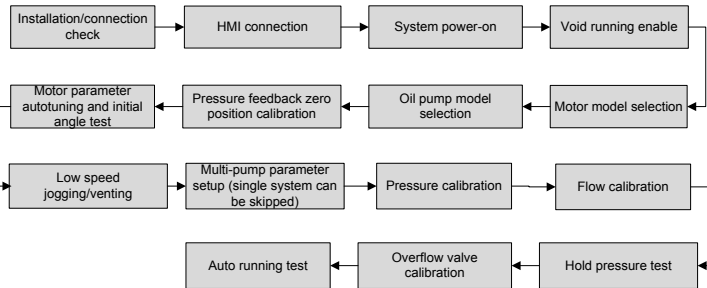 Installation/connection
check
HMI connection
System power-on
Void running enable
Motor model selection
Oil pump model
selection
Pressure feedback zero
position calibration
Motor parameter
autotuning and initial
angle test
Low speed
jogging/venting
Multi-pump parameter
setup (single system can
be skipped)
Pressure calibration
Flow calibration
Hold pressure test
Overflow valve
calibration
Auto running test